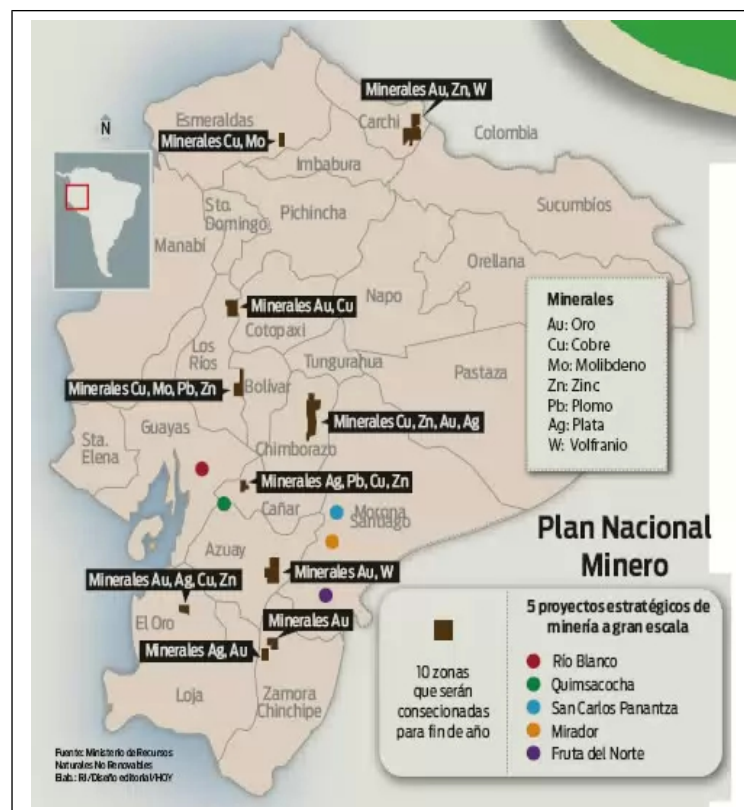 Minerales Au, Zn, W
Esmeraldas
Carchi
Colombia
N
Minerales Cu, Mo
Imbabura
Sto.
Domingo
Pichincha
Sucumbíos
Manabí
Orellana
Napo
Minerales Au, Cu
Cotopaxi
Los
Ríos
Tungurahua
Pastaza
Minerales Cu, Mo, Pb, Zn
Bolívar
Guayas
Minerales Cu, Zn, Au, Ag
Sta.
Elena
Chimborazo
Minerales Ag, Pb, Cu, Zn
Cañar
Morona
Santiago
Azuay
Minerales Au, W
Minerales Au, Ag, Cu, Zn
El Oro
Minerales Au
Minerales Ag, Au
Loja
Zamora
Chinchipe
Minerales
Au: Oro
Cu: Cobre
Mo: Molibdeno
Zn: Zinc
Pb: Plomo
Ag: Plata
W: Volfranio
Plan Nacional
Minero
10 zonas
que serán
consecionadas
para fin de año
5 proyectos estratégicos de
minería a gran escala
Río Blanco
Quimsacocha
San Carlos Panantza
Mirador
Fruta del Norte
Fuente: Ministerio de Recursos
Naturales No Renovables
Elab.: RI/Diseño editorial/HOY